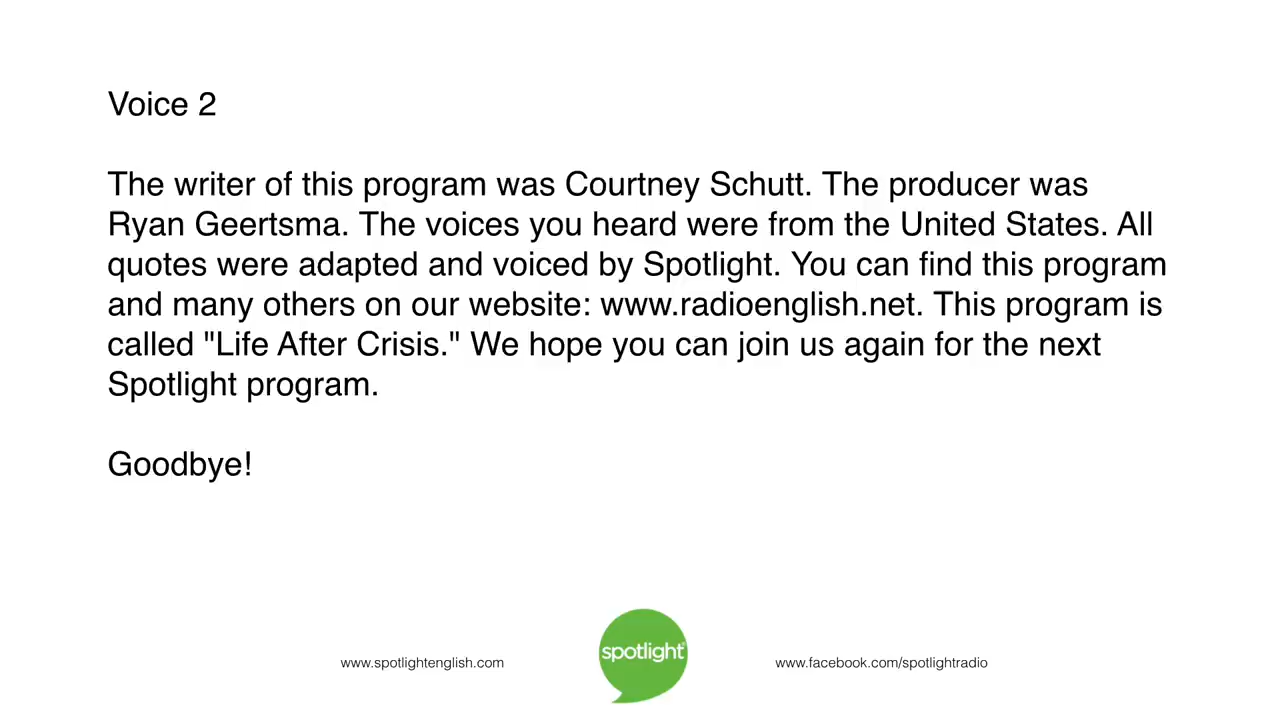 Voice 2
The writer of this program was Courtney Schutt. The producer was
Ryan Geertsma. The voices you heard were from the United States. All
quotes were adapted and voiced by Spotlight. You can find this program
and many others on our website: www.radioenglish.net. This program is
called "Life After Crisis." We hope you can join us again for the next
Spotlight program.
Goodbye!
www.spotlightenglish.com
spotlight®
www.facebook.com/spotlightradio